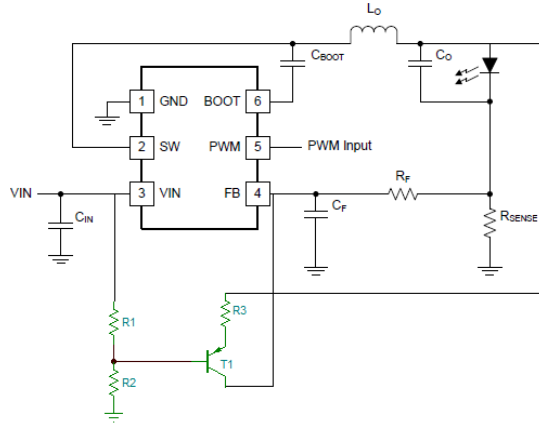 LO
CBOOT
CO
1 GND BOOT 6
2 SW PWM 5 PWM Input
VIN 3 VIN FB 4
RF
CIN
CF
RSENSE
R1
R3
T1
R2